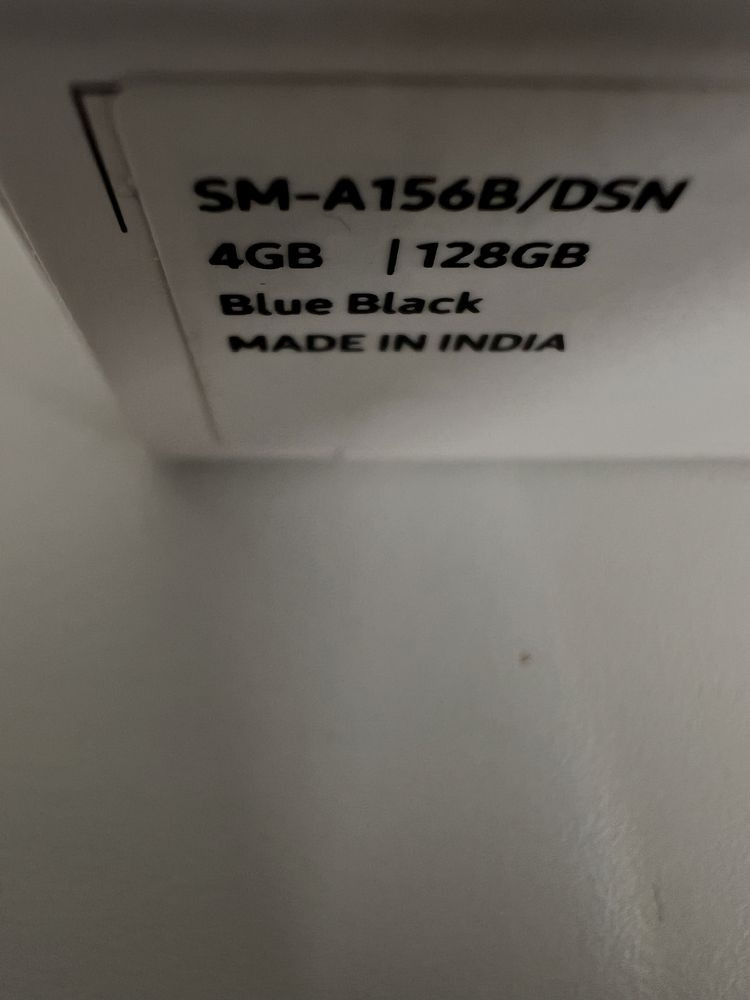 SM-A156B/DSN
4GB | 128GB
Blue Black
MADE IN INDIA